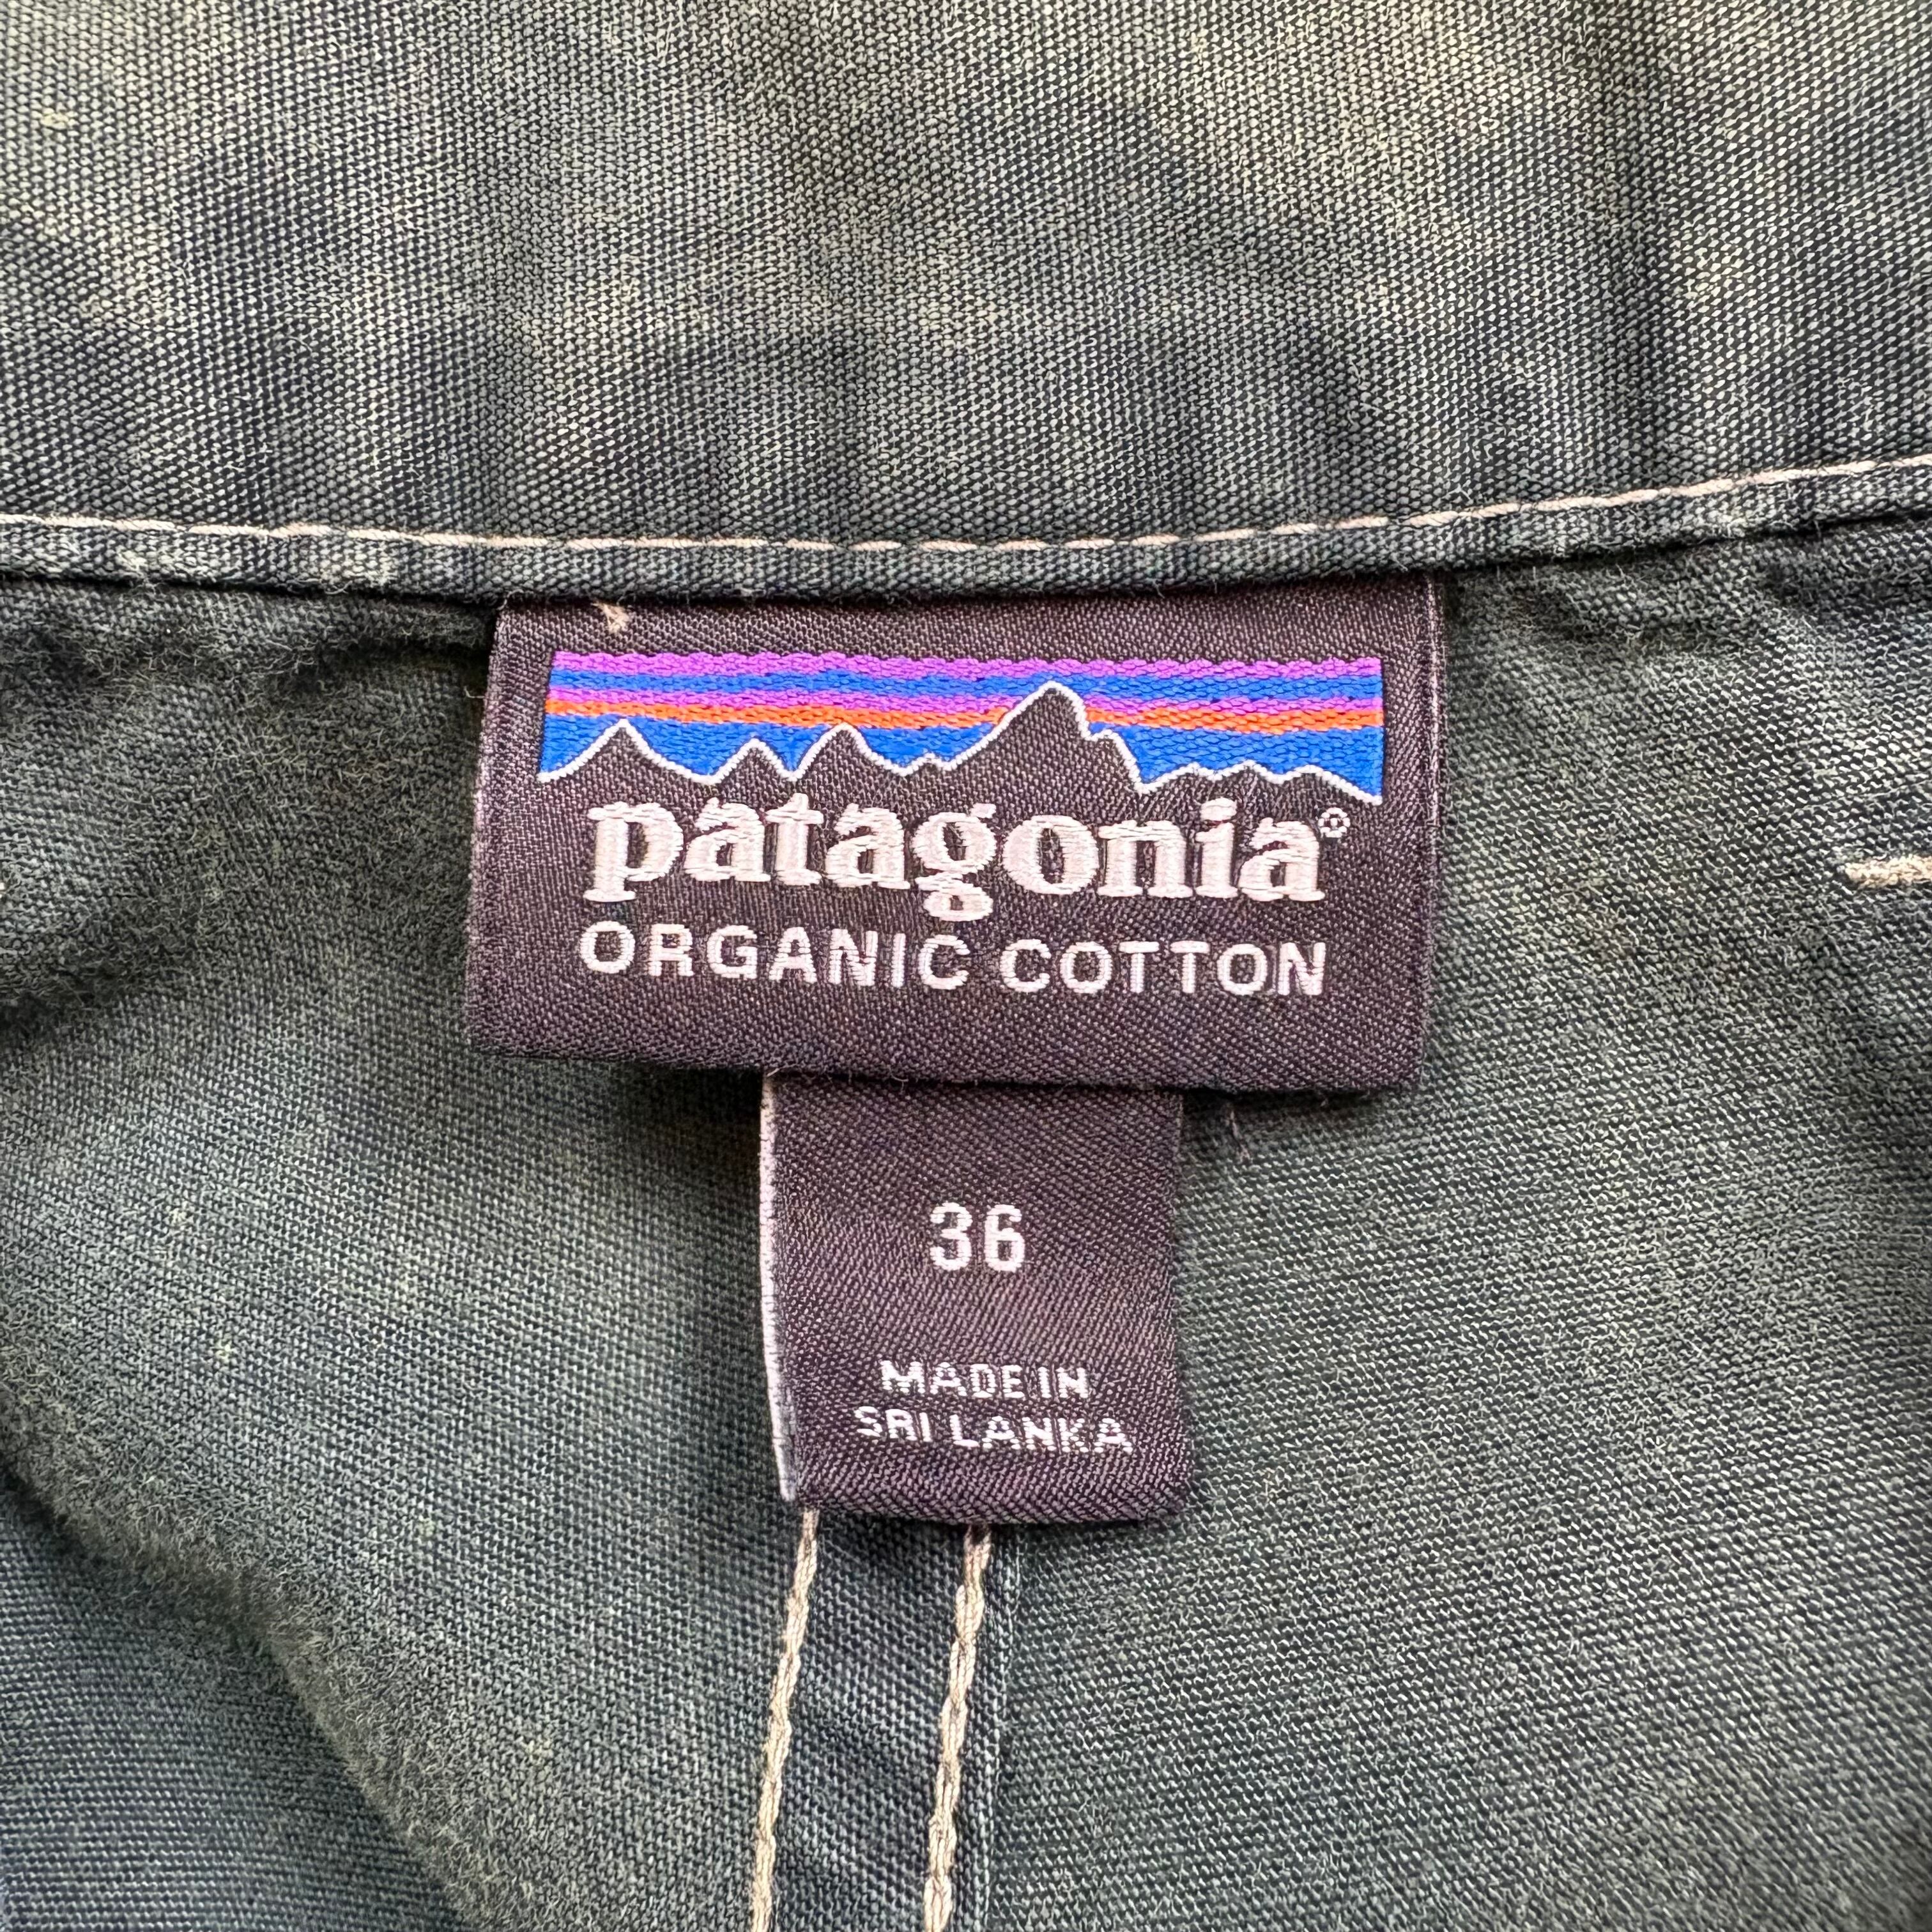 patagonia®
ORGANIC COTTON
36
MADE IN
SRI LANKA